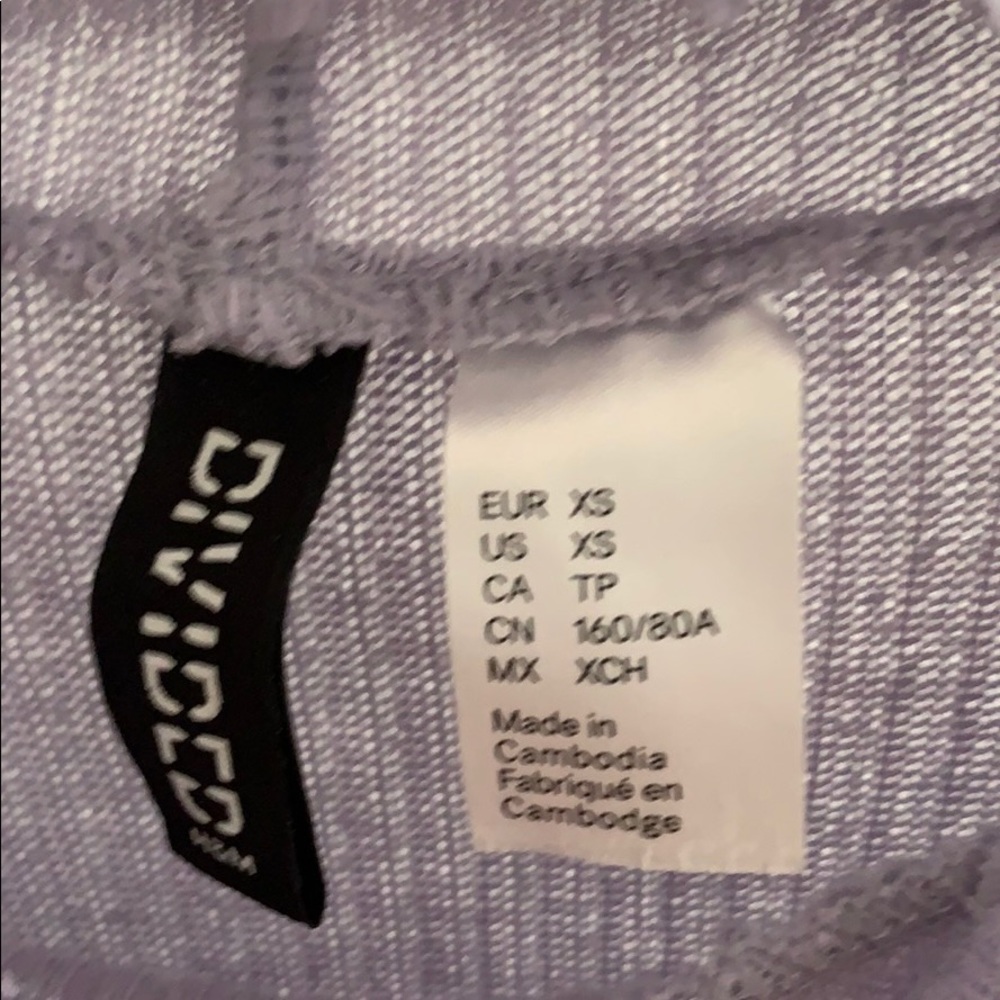 DIVIDED
H&M
EUR XS
US XS
CA TP
CN 160/80A
MX XCH
Made in
Cambodia
Fabriqué en
Cambodge